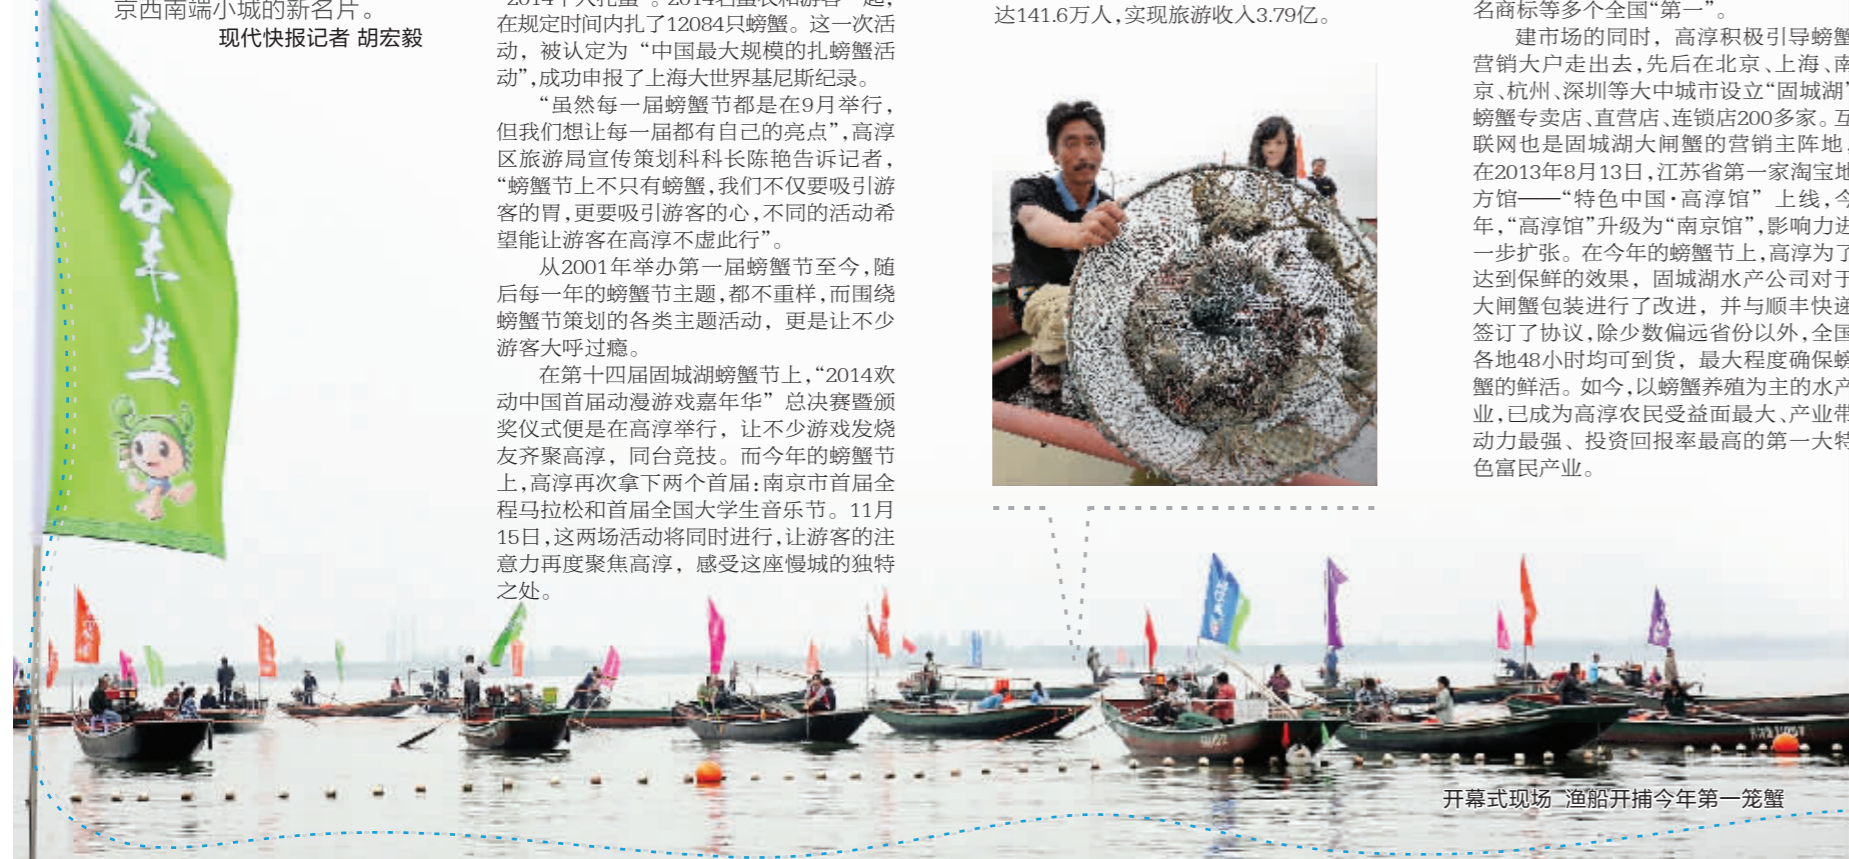 京西南端小城的新名片。
现代快报记者 胡宏毅
在规定时间内扎了12084只螃蟹。这一次活
动，被认定为“中国最大规模的扎螃蟹活
动”,成功申报了上海大世界基尼斯纪录。
“虽然每一届螃蟹节都是在9月举行，
但我们想让每一届都有自己的亮点”,高淳
区旅游局宣传策划科科长陈艳告诉记者，
“螃蟹节上不只有螃蟹,我们不仅要吸引游
客的胃,更要吸引游客的心,不同的活动希
望能让游客在高淳不虚此行”。
从2001年举办第一届螃蟹节至今,随
后每一年的螃蟹节主题,都不重样,而围绕
螃蟹节策划的各类主题活动，更是让不少
游客大呼过瘾。
在第十四届固城湖螃蟹节上,“2014欢
动中国首届动漫游戏嘉年华”总决赛暨颁
奖仪式便是在高淳举行，让不少游戏发烧
友齐聚高淳，同台竞技。而今年的螃蟹节
上,高淳再次拿下两个首届:南京市首届全
程马拉松和首届全国大学生音乐节。11月
15日,这两场活动将同时进行,让游客的注
意力再度聚焦高淳，感受这座慢城的独特
之处。
达141.6万人,实现旅游收入3.79亿。
名商标等多个全国“第一”。
建市场的同时，高淳积极引导螃蟹
营销大户走出去,先后在北京、上海、南
京、杭州、深圳等大中城市设立“固城湖”
螃蟹专卖店、直营店、连锁店200多家。互
联网也是固城湖大闸蟹的营销主阵地,
在2013年8月13日,江苏省第一家淘宝地
方馆——“特色中国·高淳馆”上线,今
年,“高淳馆”升级为“南京馆”,影响力进
一步扩张。在今年的螃蟹节上,高淳为了
达到保鲜的效果，固城湖水产公司对于
大闸蟹包装进行了改进，并与顺丰快递
签订了协议,除少数偏远省份以外,全国
各地48小时均可到货，最大程度确保螃
蟹的鲜活。如今,以螃蟹养殖为主的水产
业,已成为高淳农民受益面最大、产业带
动力最强、投资回报率最高的第一大特
色富民产业。
开幕式现场 渔船开捕今年第一笼蟹